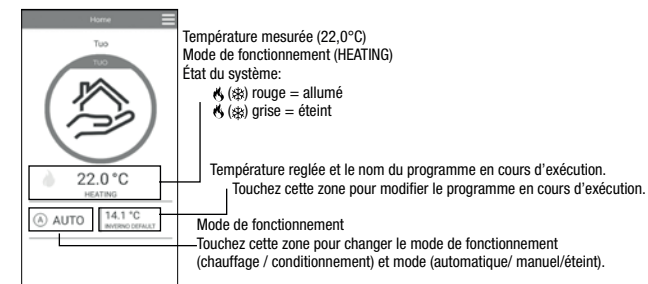 Home
Tuo
TUO
22.0 °C
HEATING
A AUTO
14.1 °C
INVERNO DEFAULT
Température mesurée (22,0°C)
Mode de fonctionnement (HEATING)
État du système:
(❄) rouge = allumé
(❄) grise = éteint
Température reglée et le nom du programme en cours d’exécution.
Touchez cette zone pour modifier le programme en cours d’exécution.
Mode de fonctionnement
Touchez cette zone pour changer le mode de fonctionnement
(chauffage / conditionnement) et mode (automatique/ manuel/éteint).